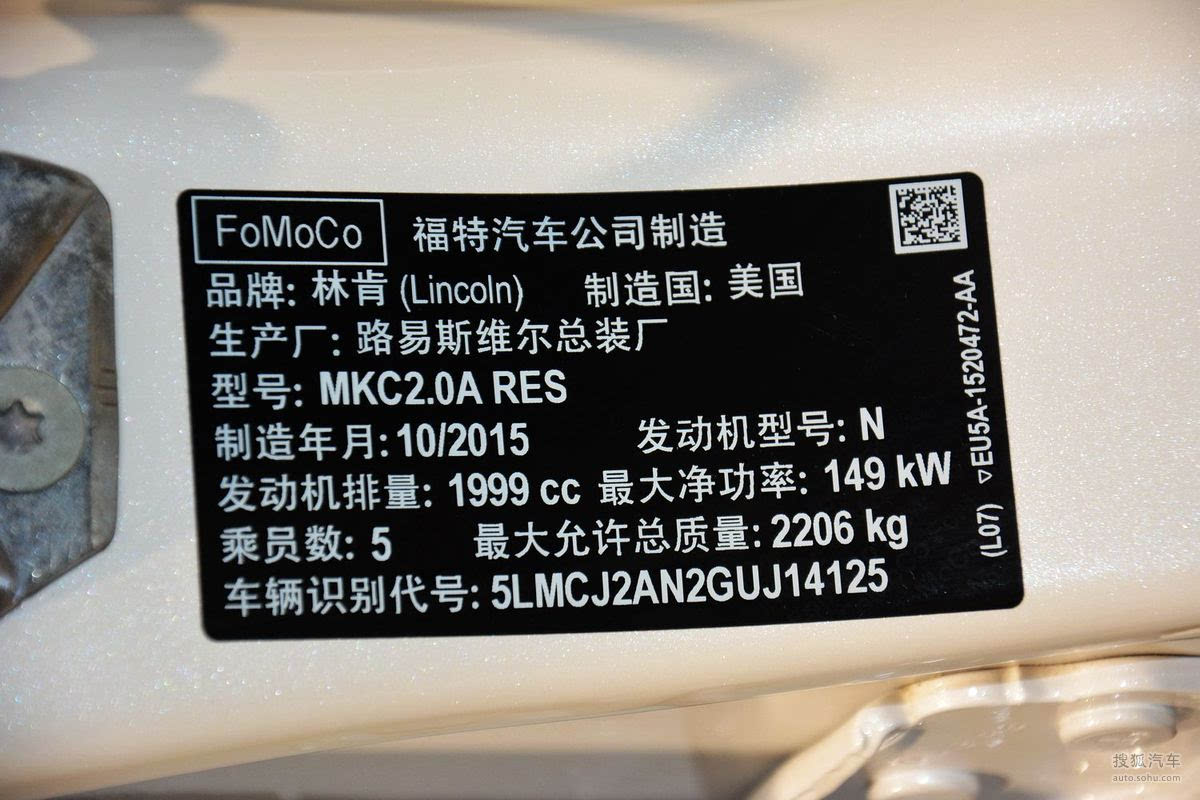 FoMoCo 福特汽车公司制造
品牌: 林肯 (Lincoln) 制造国: 美国
生产厂: 路易斯维尔总装厂
型号: MKC2.0A RES
制造年月: 10/2015 发动机型号: N
发动机排量: 1999 cc 最大净功率: 149 kW
乘员数: 5 最大允许总质量: 2206 kg
车辆识别代号: 5LMCJ2AN2GUJ14125
(L07) ▽EU5A-1520472-AA
搜狐汽车
auto.sohu.com